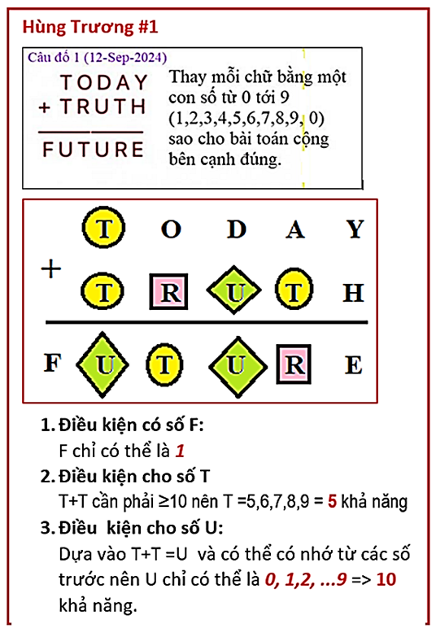 Hùng Trương #1
Câu đố 1 (12-Sep-2024)
TODAY
+ TRUTH
FUTURE
Thay mỗi chữ bằng một
con số từ 0 tới 9
(1,2,3,4,5,6,7,8,9, 0)
sao cho bài toán cộng
bên cạnh đúng.
T O D A Y
+ T R U T H
F U T U R E
1. Điều kiện có số F:
F chỉ có thể là 1
2. Điều kiện cho số T
T+T cần phải ≥10 nên T =5,6,7,8,9 = 5 khả năng
3. Điều kiện cho số U:
Dựa vào T+T =U và có thể có nhớ từ các số
trước nên U chỉ có thể là 0, 1,2, ...9 => 10
khả năng.